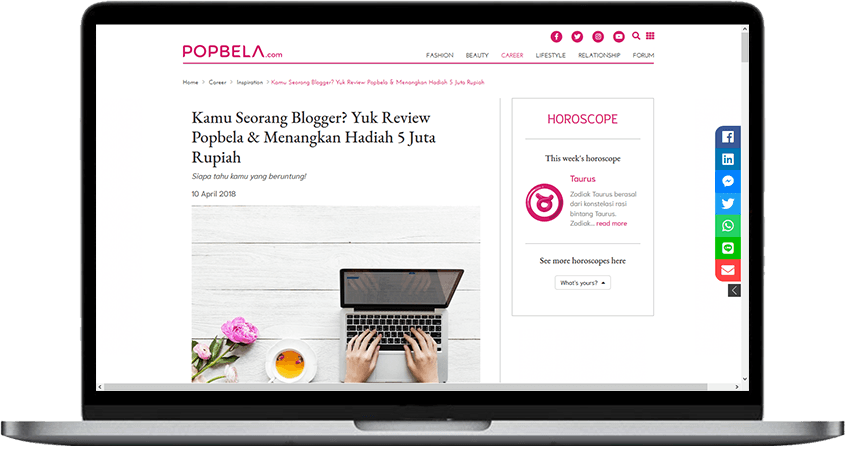 POPBELA.com
FASHION BEAUTY CAREER LIFESTYLE RELATIONSHIP FORUM
Home > Career > Inspiration > Kamu Seorang Blogger? Yuk Review Popbela & Menangkan Hadiah 5 Juta Rupiah
Kamu Seorang Blogger? Yuk Review
Popbela & Menangkan Hadiah 5 Juta
Rupiah
Siapa tahu kamu yang beruntung!
10 April 2018
HOROSCOPE
This week's horoscope
Taurus
Zodiak Taurus berasal
dari konstelasi rasi
bintang Taurus.
Zodiak... read more
See more horoscopes here
What's yours?